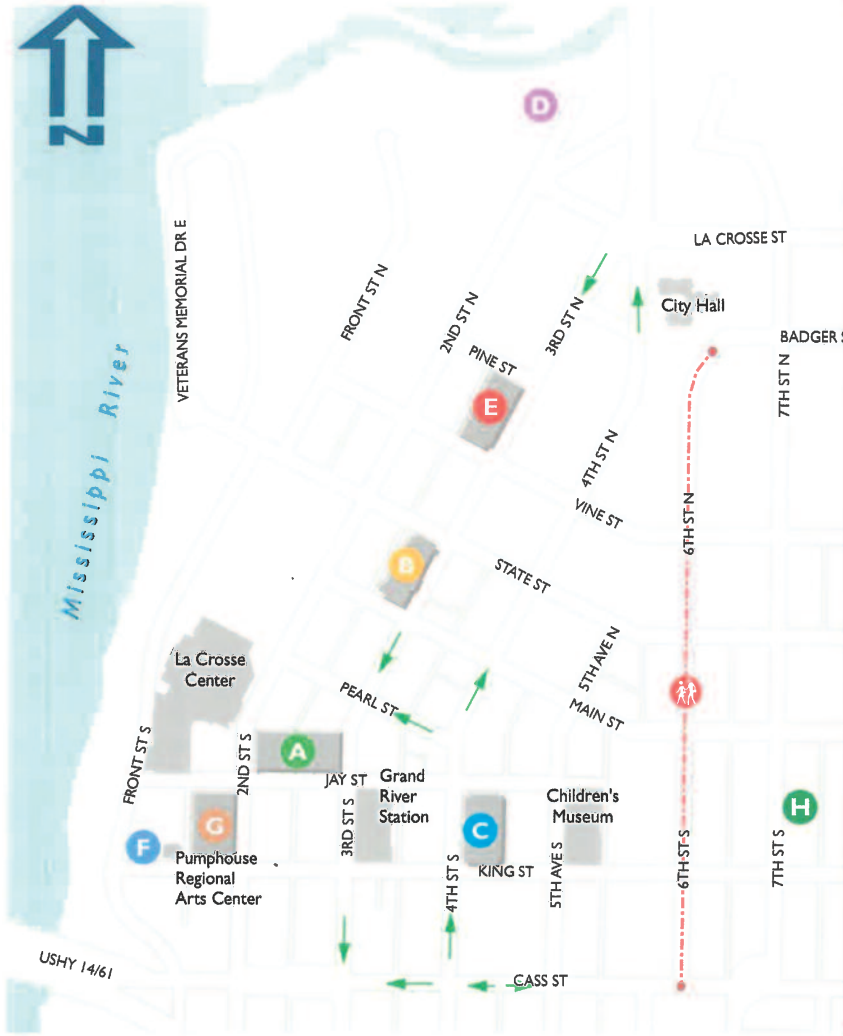 N
D
LA CROSSE ST
VETERANS MEMORIAL DR E
City Hall
FRONT ST N
2ND ST N
3RD ST N
BADGER S
PINE ST
7TH ST N
E
Mississippi River
4TH ST N
VINE ST
6TH ST N
B
STATE ST
5TH AVE N
La Crosse
Center
PEARL ST
MAIN ST
FRONT ST S
2ND ST S
A
JAY ST
Grand
River
Station
Children's
Museum
H
G
3RD ST S
C
F
Pumphouse
Regional
Arts Center
4TH ST S
KING ST
5TH AVE S
6TH ST S
7TH ST S
USHY 14/61
CASS ST